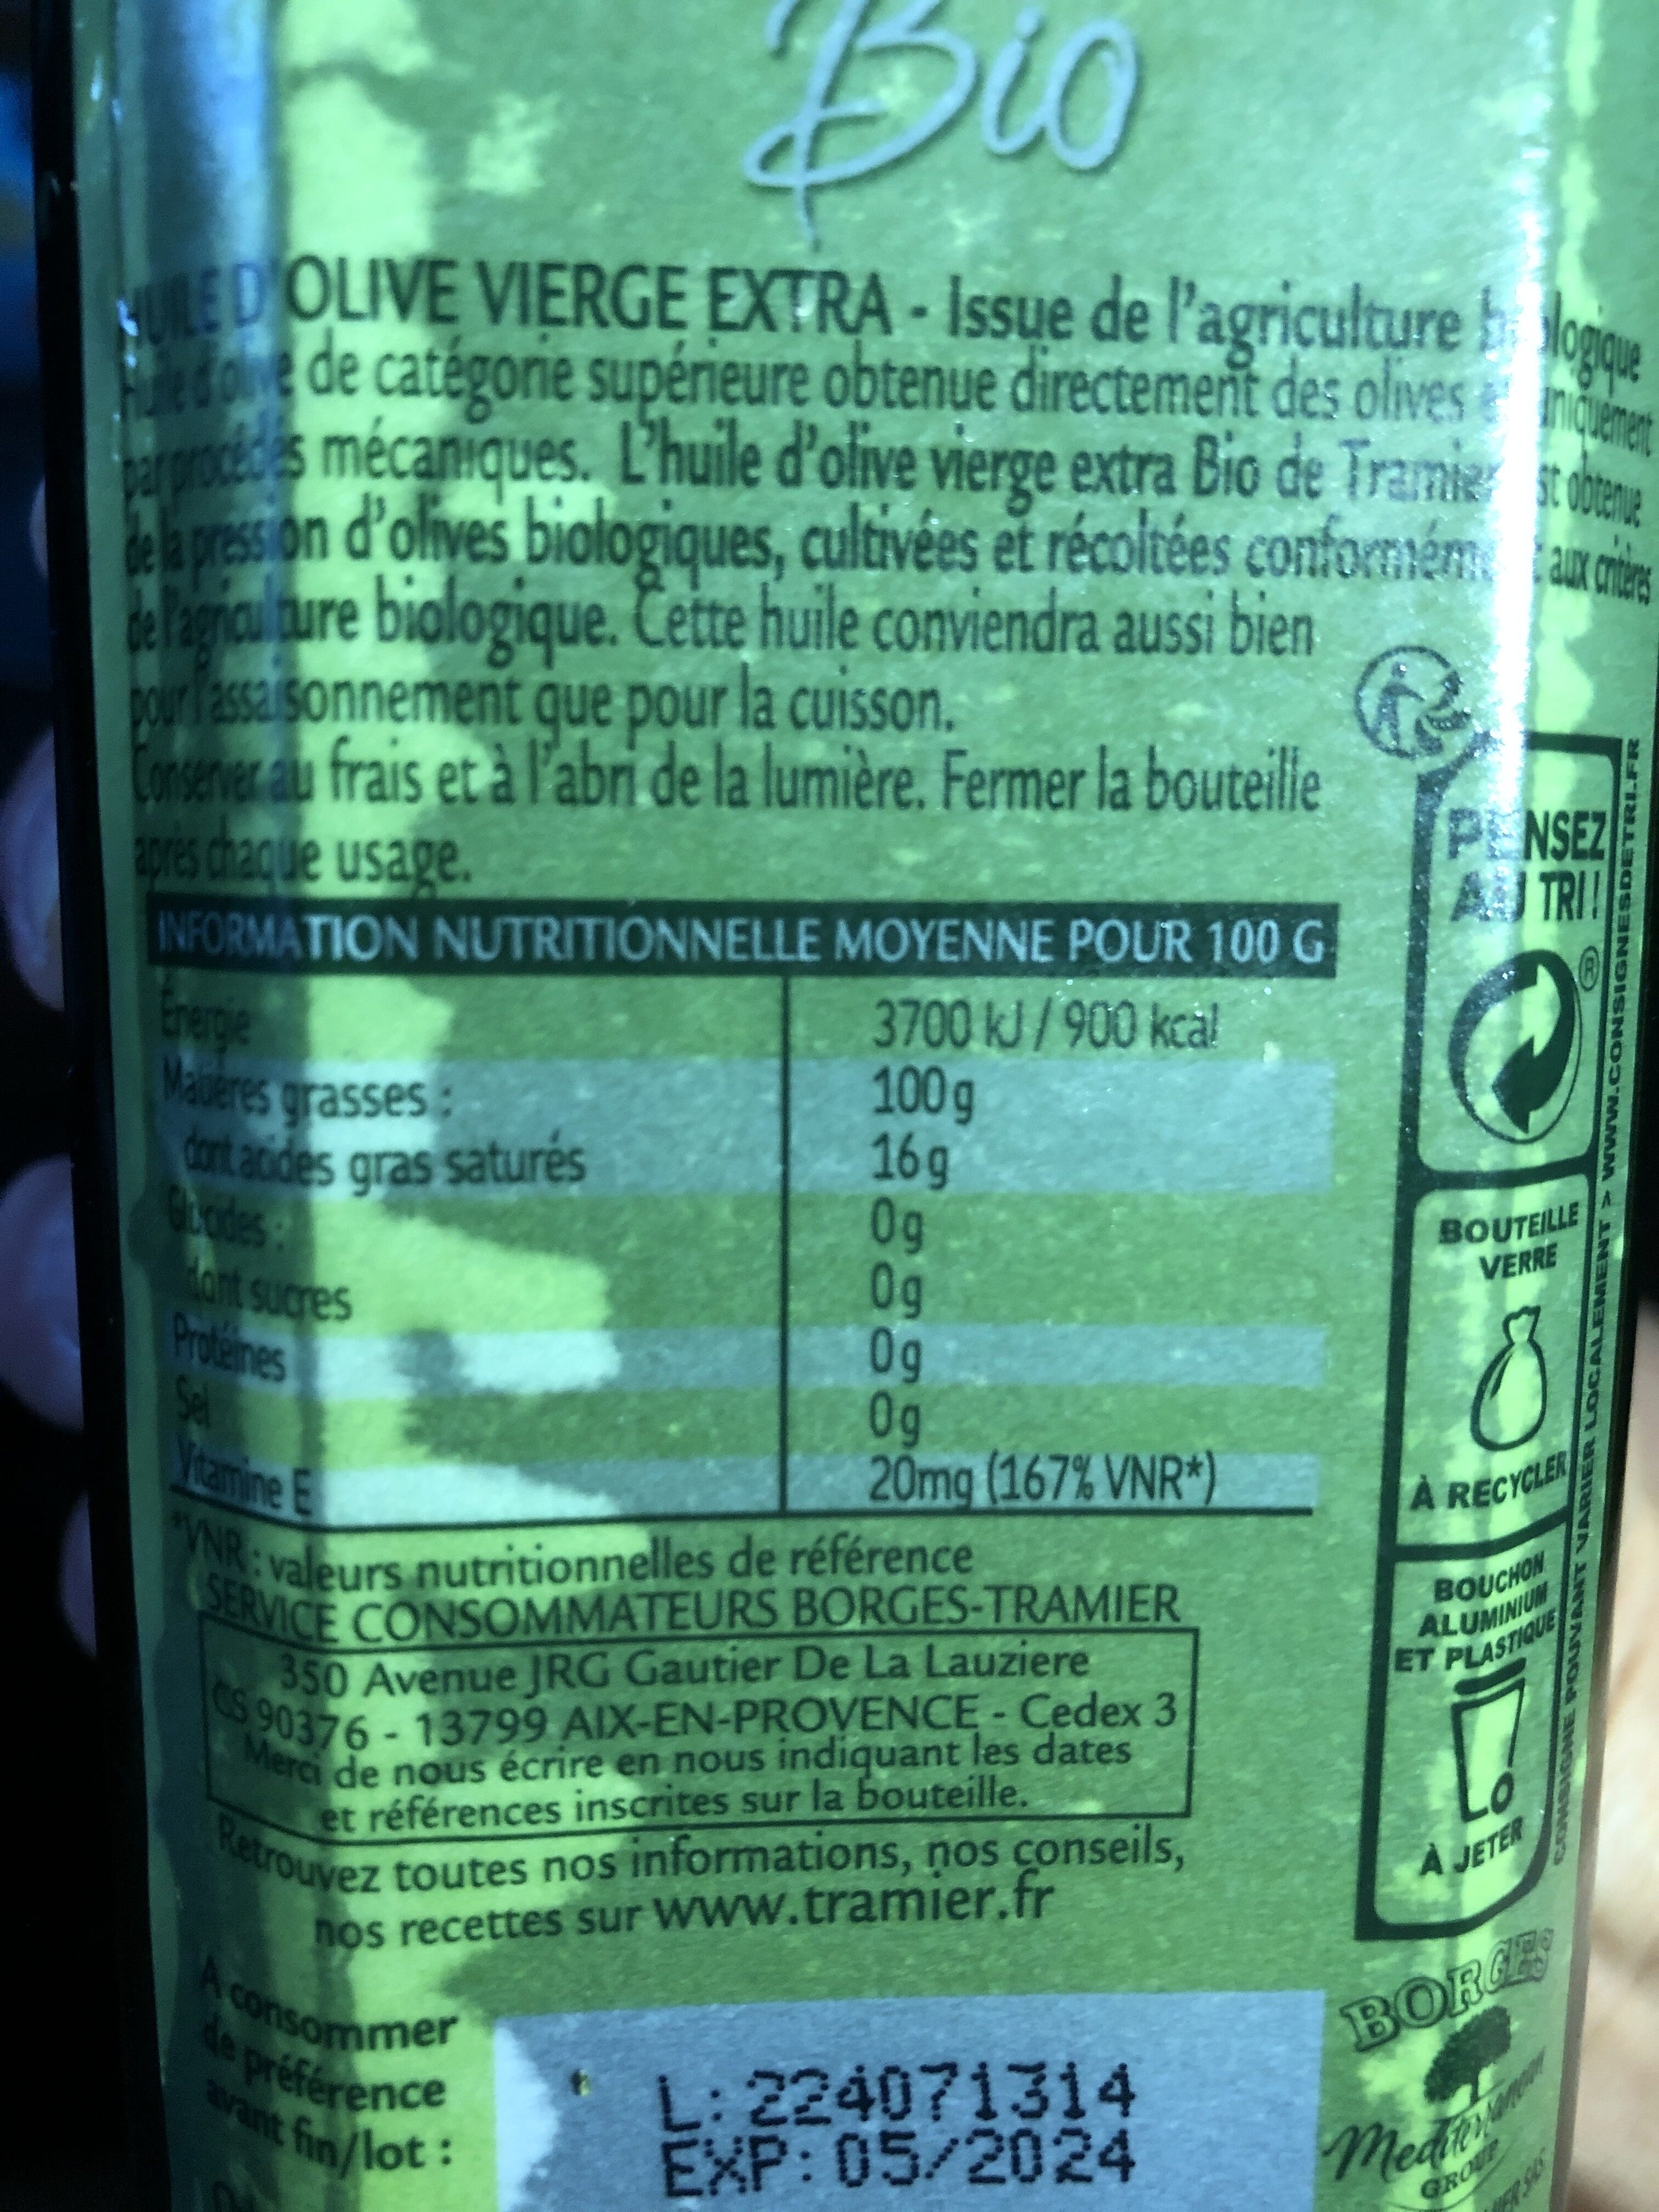 Bio
HUILE D'OLIVE VIERGE EXTRA - Issue de l'agriculture biologique
Huile d'olive de catégorie supérieure obtenue directement des olives et uniquement
par procédés mécaniques. L'huile d'olive vierge extra Bio de Tramier est obtenue
de la pression d'olives biologiques, cultivées et récoltées conformément aux critères
de l'agriculture biologique. Cette huile conviendra aussi bien
pour l'assaisonnement que pour la cuisson.
Conserver au frais et à l'abri de la lumière. Fermer la bouteille
après chaque usage.
INFORMATION NUTRITIONNELLE MOYENNE POUR 100 G
Énergie 3700 kJ / 900 kcal
Matières grasses : 100g
dont acides gras saturés 16g
Glucides : 0g
dont sucres 0g
Protéines 0g
Sel 0g
Vitamine E 20mg (167% VNR*)
*VNR : valeurs nutritionnelles de référence
SERVICE CONSOMMATEURS BORGES-TRAMIER
350 Avenue JRG Gautier De La Lauziere
CS 90376 - 13799 AIX-EN-PROVENCE - Cedex 3
Merci de nous écrire en nous indiquant les dates
et références inscrites sur la bouteille.
Retrouvez toutes nos informations, nos conseils,
nos recettes sur www.tramier.fr
A consommer
de préférence
avant fin/lot :
L: 224071314
EXP: 05/2024
PENSEZ
AU TRI !
®
BOUTEILLE
VERRE
À RECYCLER
BOUCHON
ALUMINIUM
ET PLASTIQUE
À JETER
CONSIGNE POUVANT VARIER LOCALEMENT > WWW.CONSIGNESDETRI.FR
BORGES
Mediterranean
GROUP